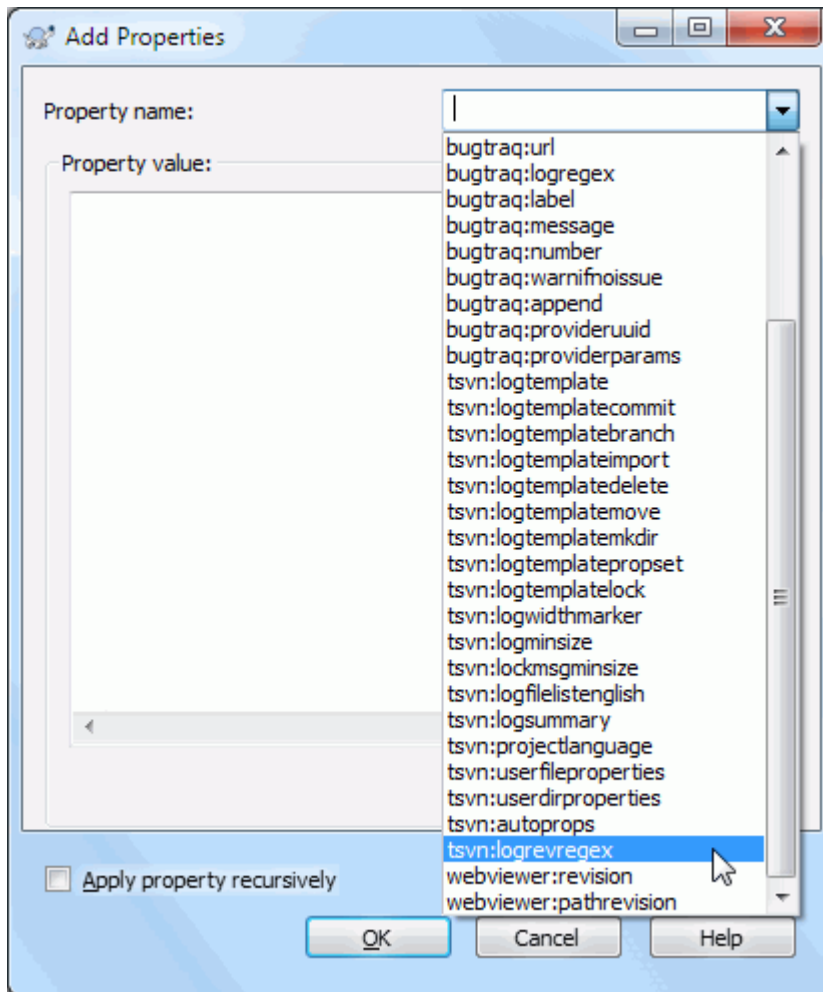 Add Properties
Property name:
Property value:
bugtraq:url
bugtraq:logregex
bugtraq:label
bugtraq:message
bugtraq:number
bugtraq:warnifnoissue
bugtraq:append
bugtraq:provideruuid
bugtraq:providerparams
tsvn:logtemplate
tsvn:logtemplatecommit
tsvn:logtemplatebranch
tsvn:logtemplateimport
tsvn:logtemplatedelete
tsvn:logtemplatemove
tsvn:logtemplatemkdir
tsvn:logtemplatepropset
tsvn:logtemplatelock
tsvn:logwidthmarker
tsvn:logminsize
tsvn:lockmsgminsize
tsvn:logfilelistenglish
tsvn:logsummary
tsvn:projectlanguage
tsvn:userfileproperties
tsvn:userdirproperties
tsvn:autoprops
tsvn:logrevregex
webviewer:revision
webviewer:pathrevision
Apply property recursively
OK Cancel Help